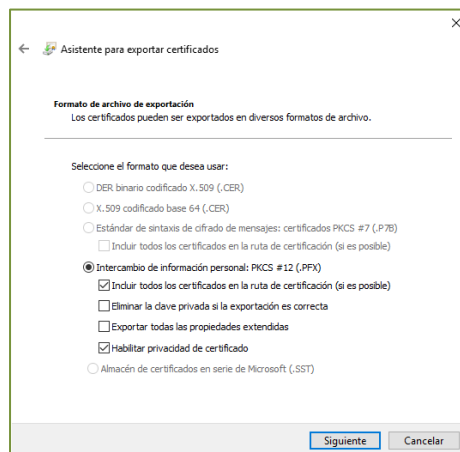 Asistente para exportar certificados
Formato de archivo de exportación
Los certificados pueden ser exportados en diversos formatos de archivo.
Seleccione el formato que desea usar:
DER binario codificado X.509 (.CER)
X.509 codificado base 64 (.CER)
Estándar de sintaxis de cifrado de mensajes: certificados PKCS #7 (.P7B)
Incluir todos los certificados en la ruta de certificación (si es posible)
Intercambio de información personal: PKCS #12 (.PFX)
Incluir todos los certificados en la ruta de certificación (si es posible)
Eliminar la clave privada si la exportación es correcta
Exportar todas las propiedades extendidas
Habilitar privacidad de certificado
Almacén de certificados en serie de Microsoft (.SST)
Siguiente Cancelar